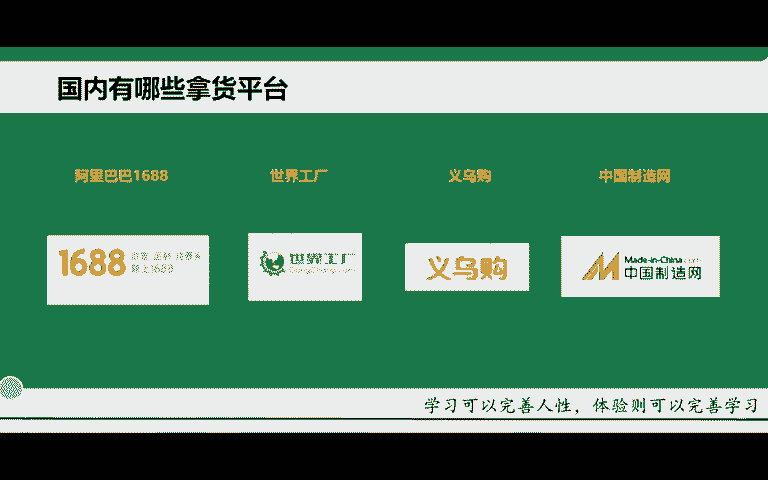 国内有哪些拿货平台
阿里巴巴1688
世界工厂
义乌购
中国制造网
1688
世界工厂
GongChang.com
义乌购
Made-in-China.com
中国制造网
学习可以完善人性，体验则可以完善学习